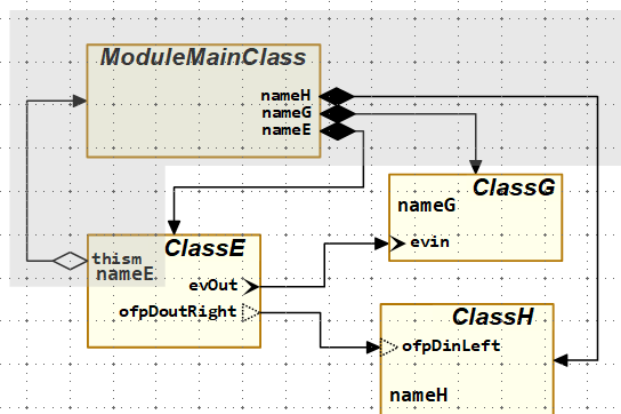 ModuleMainClass
nameH
nameG
nameE
ClassG
nameG
evin
ClassE
thism
nameE
evOut
ofpDoutRight
ClassH
ofpDinLeft
nameH